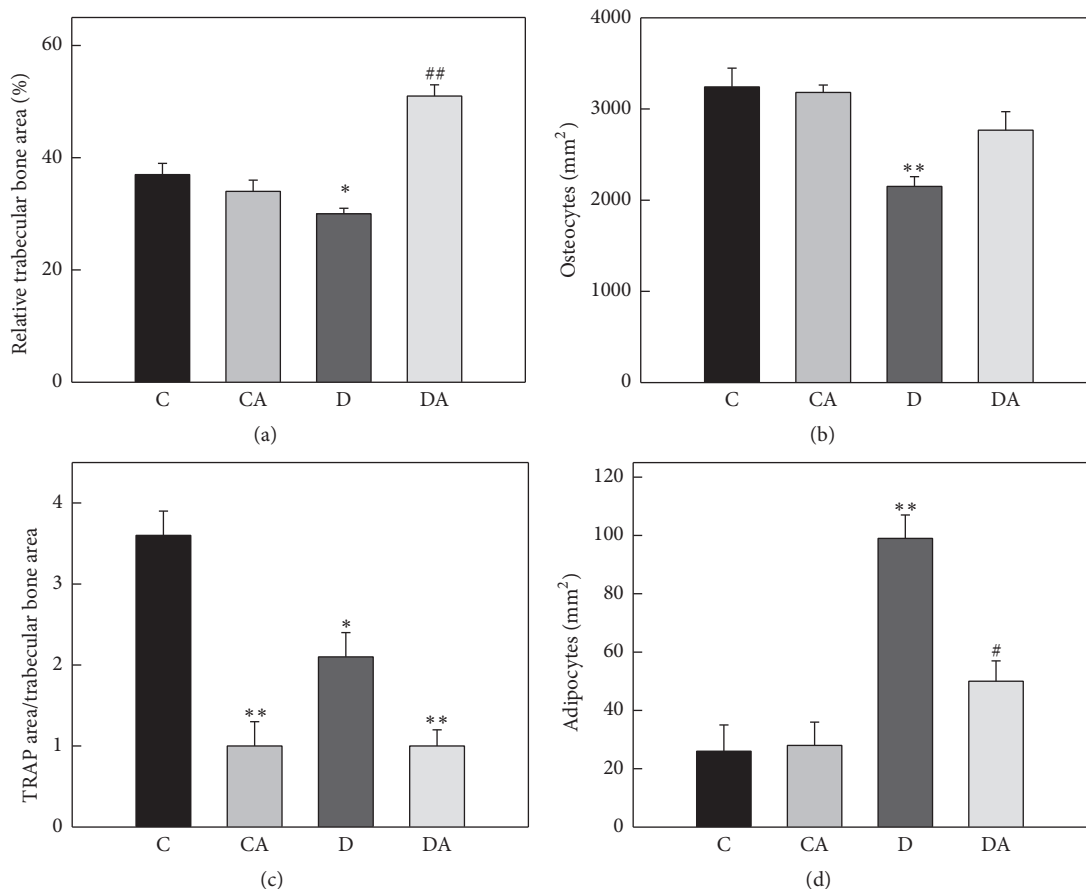 Relative trabecular bone area (%)
60
40
20
0
*
##
C CA D DA
(a)
Osteocytes (mm²)
4000
3000
2000
1000
0
**
C CA D DA
(b)
TRAP area/trabecular bone area
4
3
2
1
0
**
*
**
C CA D DA
(c)
Adipocytes (mm²)
120
100
80
60
40
20
0
**
#
C CA D DA
(d)